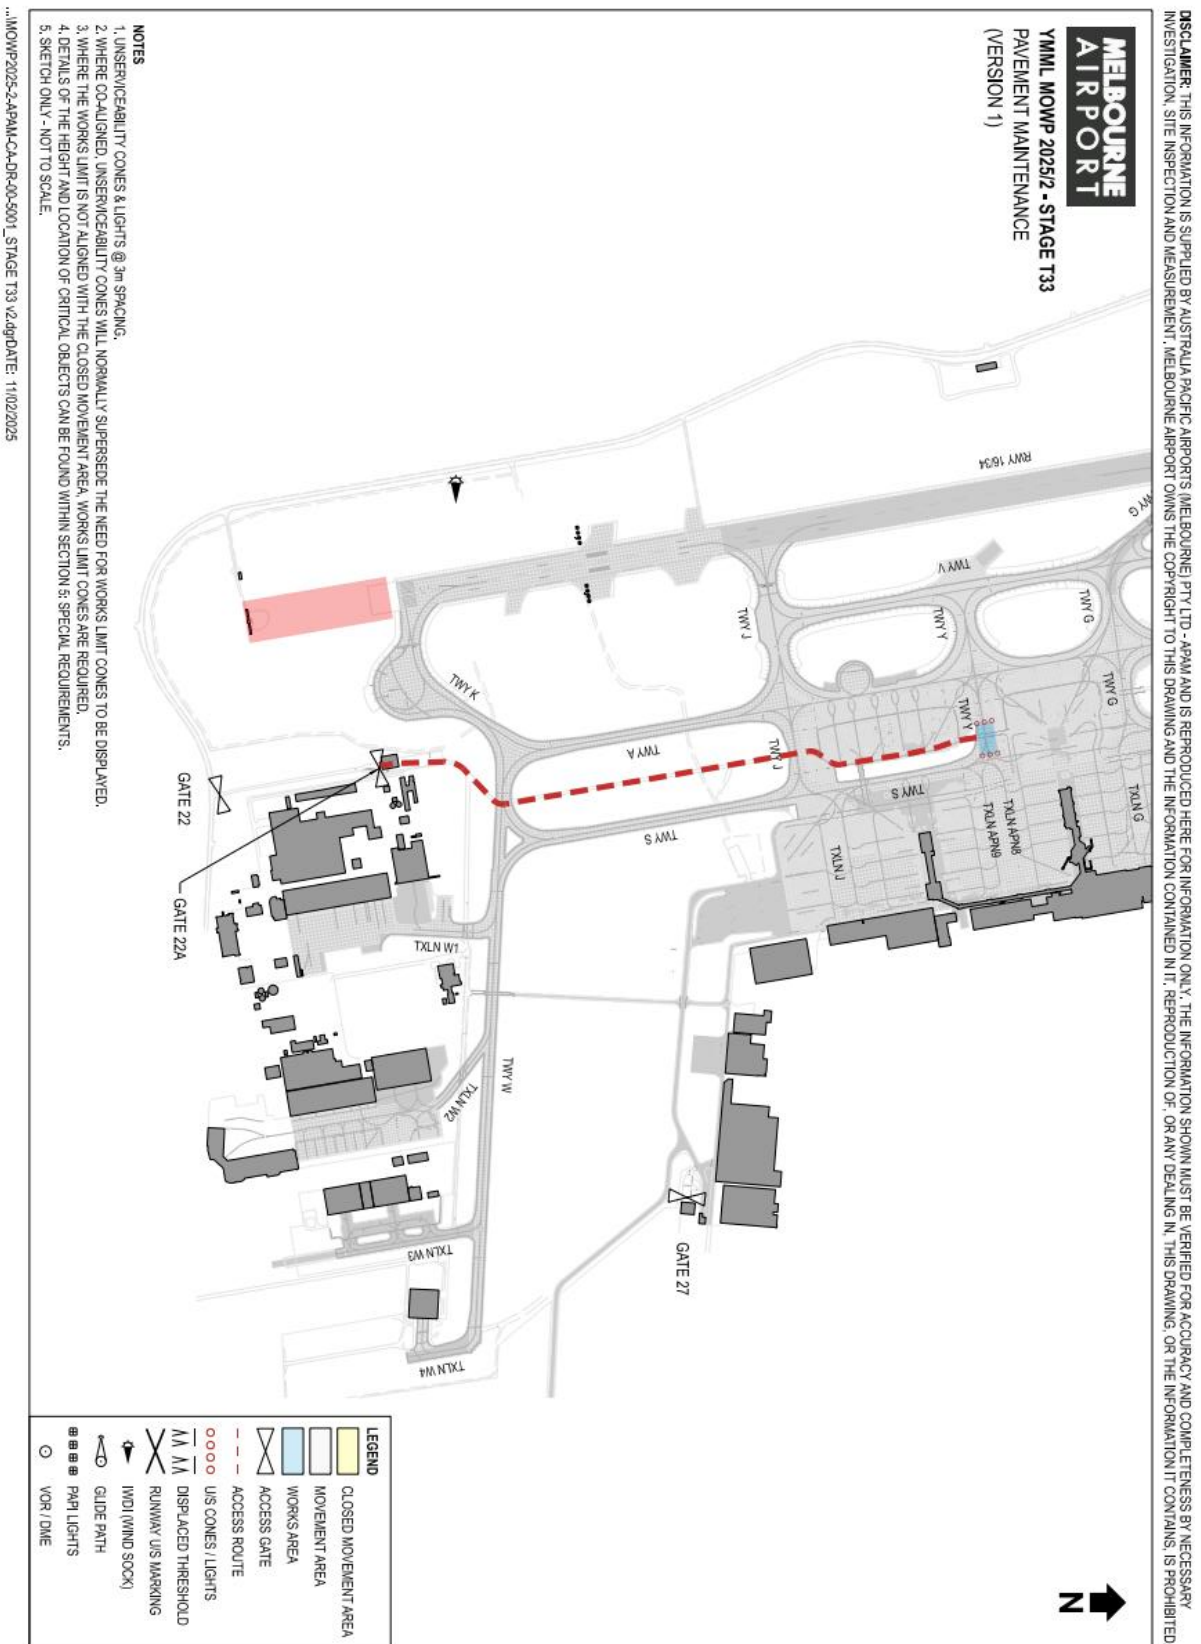 DISCLAIMER: THIS INFORMATION IS SUPPLIED BY AUSTRALIA PACIFIC AIRPORTS (MELBOURNE) PTY LTD - APAM AND IS REPRODUCED HERE FOR INFORMATION ONLY. THE INFORMATION SHOWN MUST BE VERIFIED FOR ACCURACY AND COMPLETENESS BY NECESSARY
INVESTIGATION, SITE INSPECTION AND MEASUREMENT. MELBOURNE AIRPORT OWNS THE COPYRIGHT TO THIS DRAWING AND THE INFORMATION CONTAINED IN IT. REPRODUCTION OF, OR ANY DEALING IN, THIS DRAWING, OR THE INFORMATION IT CONTAINS, IS PROHIBITED
MELBOURNE
AIRPORT
YMML MOWP 2025/2 - STAGE T33
PAVEMENT MAINTENANCE
(VERSION 1)
N
RWY 16/34
TWY G
TWY V
TWY G
TWY G
TWY Y
TWY Y
TWY J
TWY J
TXLN G
TXLN APN8
TXLN APN9
TWY S
TXLN J
TWY A
TWY S
TWY K
GATE 22
GATE 22A
TXLN W1
TWY W
TXLN W2
GATE 27
TXLN W3
TXLN W4
NOTES
1. UNSERVICEABILITY CONES & LIGHTS @ 3m SPACING.
2. WHERE CO-ALIGNED, UNSERVICEABILITY CONES WILL NORMALLY SUPERSEDE THE NEED FOR WORKS LIMIT CONES TO BE DISPLAYED.
3. WHERE THE WORKS LIMIT IS NOT ALIGNED WITH THE CLOSED MOVEMENT AREA, WORKS LIMIT CONES ARE REQUIRED.
4. DETAILS OF THE HEIGHT AND LOCATION OF CRITICAL OBJECTS CAN BE FOUND WITHIN SECTION 5: SPECIAL REQUIREMENTS.
5. SKETCH ONLY - NOT TO SCALE.
LEGEND
CLOSED MOVEMENT AREA
MOVEMENT AREA
WORKS AREA
ACCESS GATE
ACCESS ROUTE
U/S CONES / LIGHTS
DISPLACED THRESHOLD
RUNWAY U/S MARKING
IWDI (WIND SOCK)
GLIDE PATH
PAPI LIGHTS
VOR / DME
...\MOWP2025-2-APAM-CA-DR-00-5001_STAGE T33 v2.dgnDATE: 11/02/2025